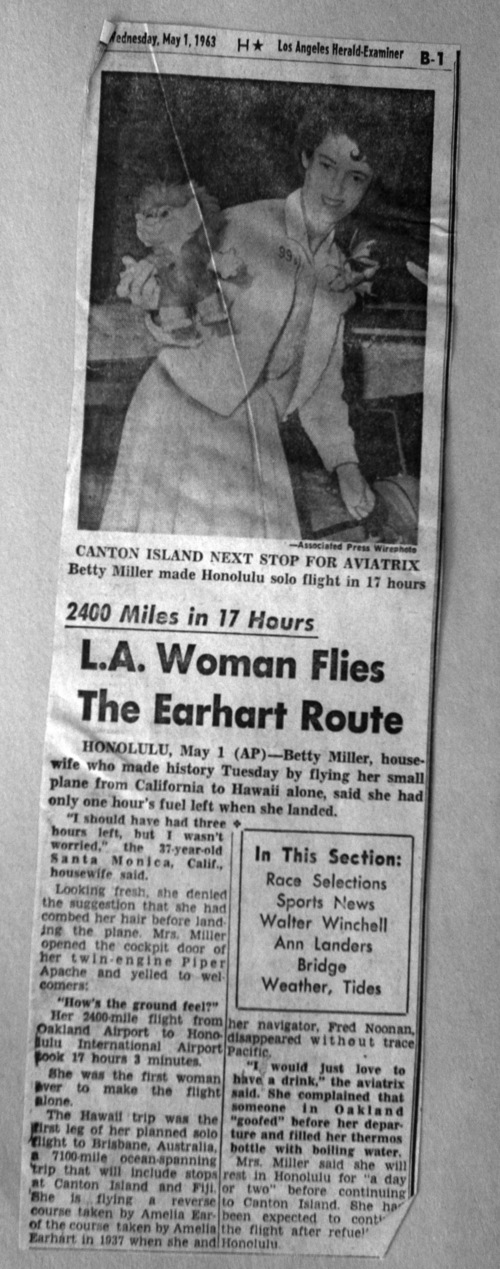 Wednesday, May 1, 1963 H★ Los Angeles Herald-Examiner B-1
99
—Associated Press Wirephoto
CANTON ISLAND NEXT STOP FOR AVIATRIX
Betty Miller made Honolulu solo flight in 17 hours
2400 Miles in 17 Hours
L.A. Woman Flies
The Earhart Route
HONOLULU, May 1 (AP)—Betty Miller, house-
wife who made history Tuesday by flying her small
plane from California to Hawaii alone, said she had
only one hour's fuel left when she landed.
"I should have had three
hours left, but I wasn't
worried," the 37-year-old
Santa Monica, Calif.,
housewife said.
Looking fresh, she denied
the suggestion that she had
combed her hair before land-
ing the plane. Mrs. Miller
opened the cockpit door of
her twin-engine Piper
Apache and yelled to wel-
comers:
"How's the ground feel?"
Her 2400-mile flight from
Oakland Airport to Hono-
lulu International Airport
took 17 hours 3 minutes.
She was the first woman
ever to make the flight
alone.
The Hawaii trip was the
first leg of her planned solo
flight to Brisbane, Australia,
a 7100-mile ocean-spanning
trip that will include stops
at Canton Island and Fiji.
She is flying a reverse
course taken by Amelia Ear-
of the course taken by Amelia
Earhart in 1937 when she and
In This Section:
Race Selections
Sports News
Walter Winchell
Ann Landers
Bridge
Weather, Tides
her navigator, Fred Noonan,
disappeared without trace
Pacific.
"I would just love to
have a drink," the aviatrix
said. She complained that
someone in Oakland
"goofed" before her depar-
ture and filled her thermos
bottle with boiling water.
Mrs. Miller said she will
rest in Honolulu for "a day
or two" before continuing
to Canton Island. She had
been expected to conti
the flight after refuel
Honolulu.